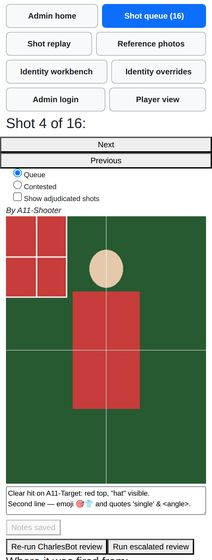 Admin home
Shot queue (16)
Shot replay
Reference photos
Identity workbench
Identity overrides
Admin login
Player view
Shot 4 of 16:
Next
Previous
Queue
Contested
Show adjudicated shots
By A11-Shooter
Clear hit on A11-Target: red top, "hat" visible.
Second line — emoji 🎯👕 and quotes 'single' & <angle>.
Notes saved
Re-run CharlesBot review
Run escalated review
Where it was fired from